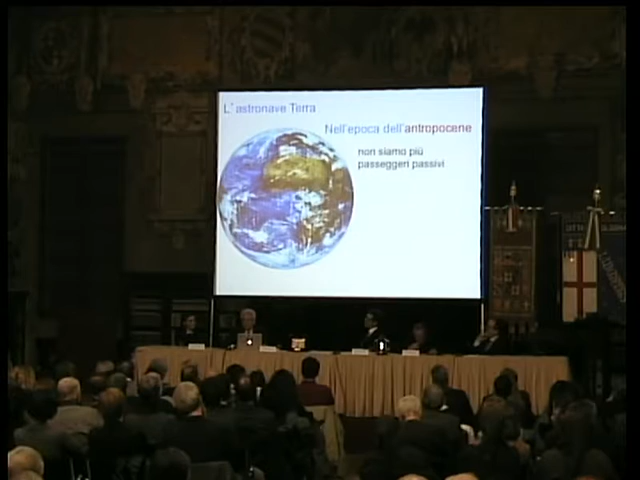 L'astronave Terra
Nell'epoca dell'antropocene
non siamo più
passeggeri passivi